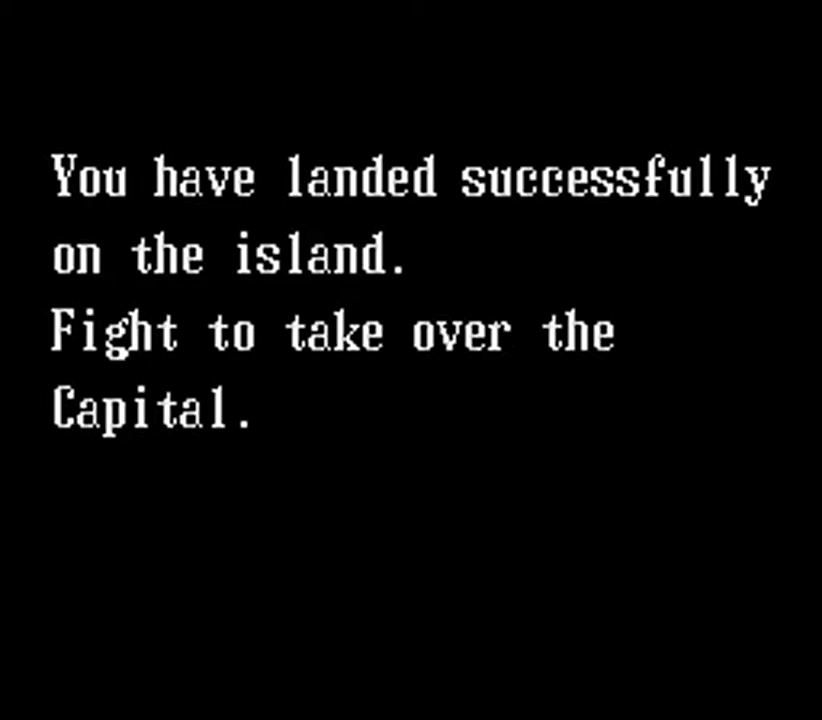 You have landed successfully
on the island.
Fight to take over the
Capital.